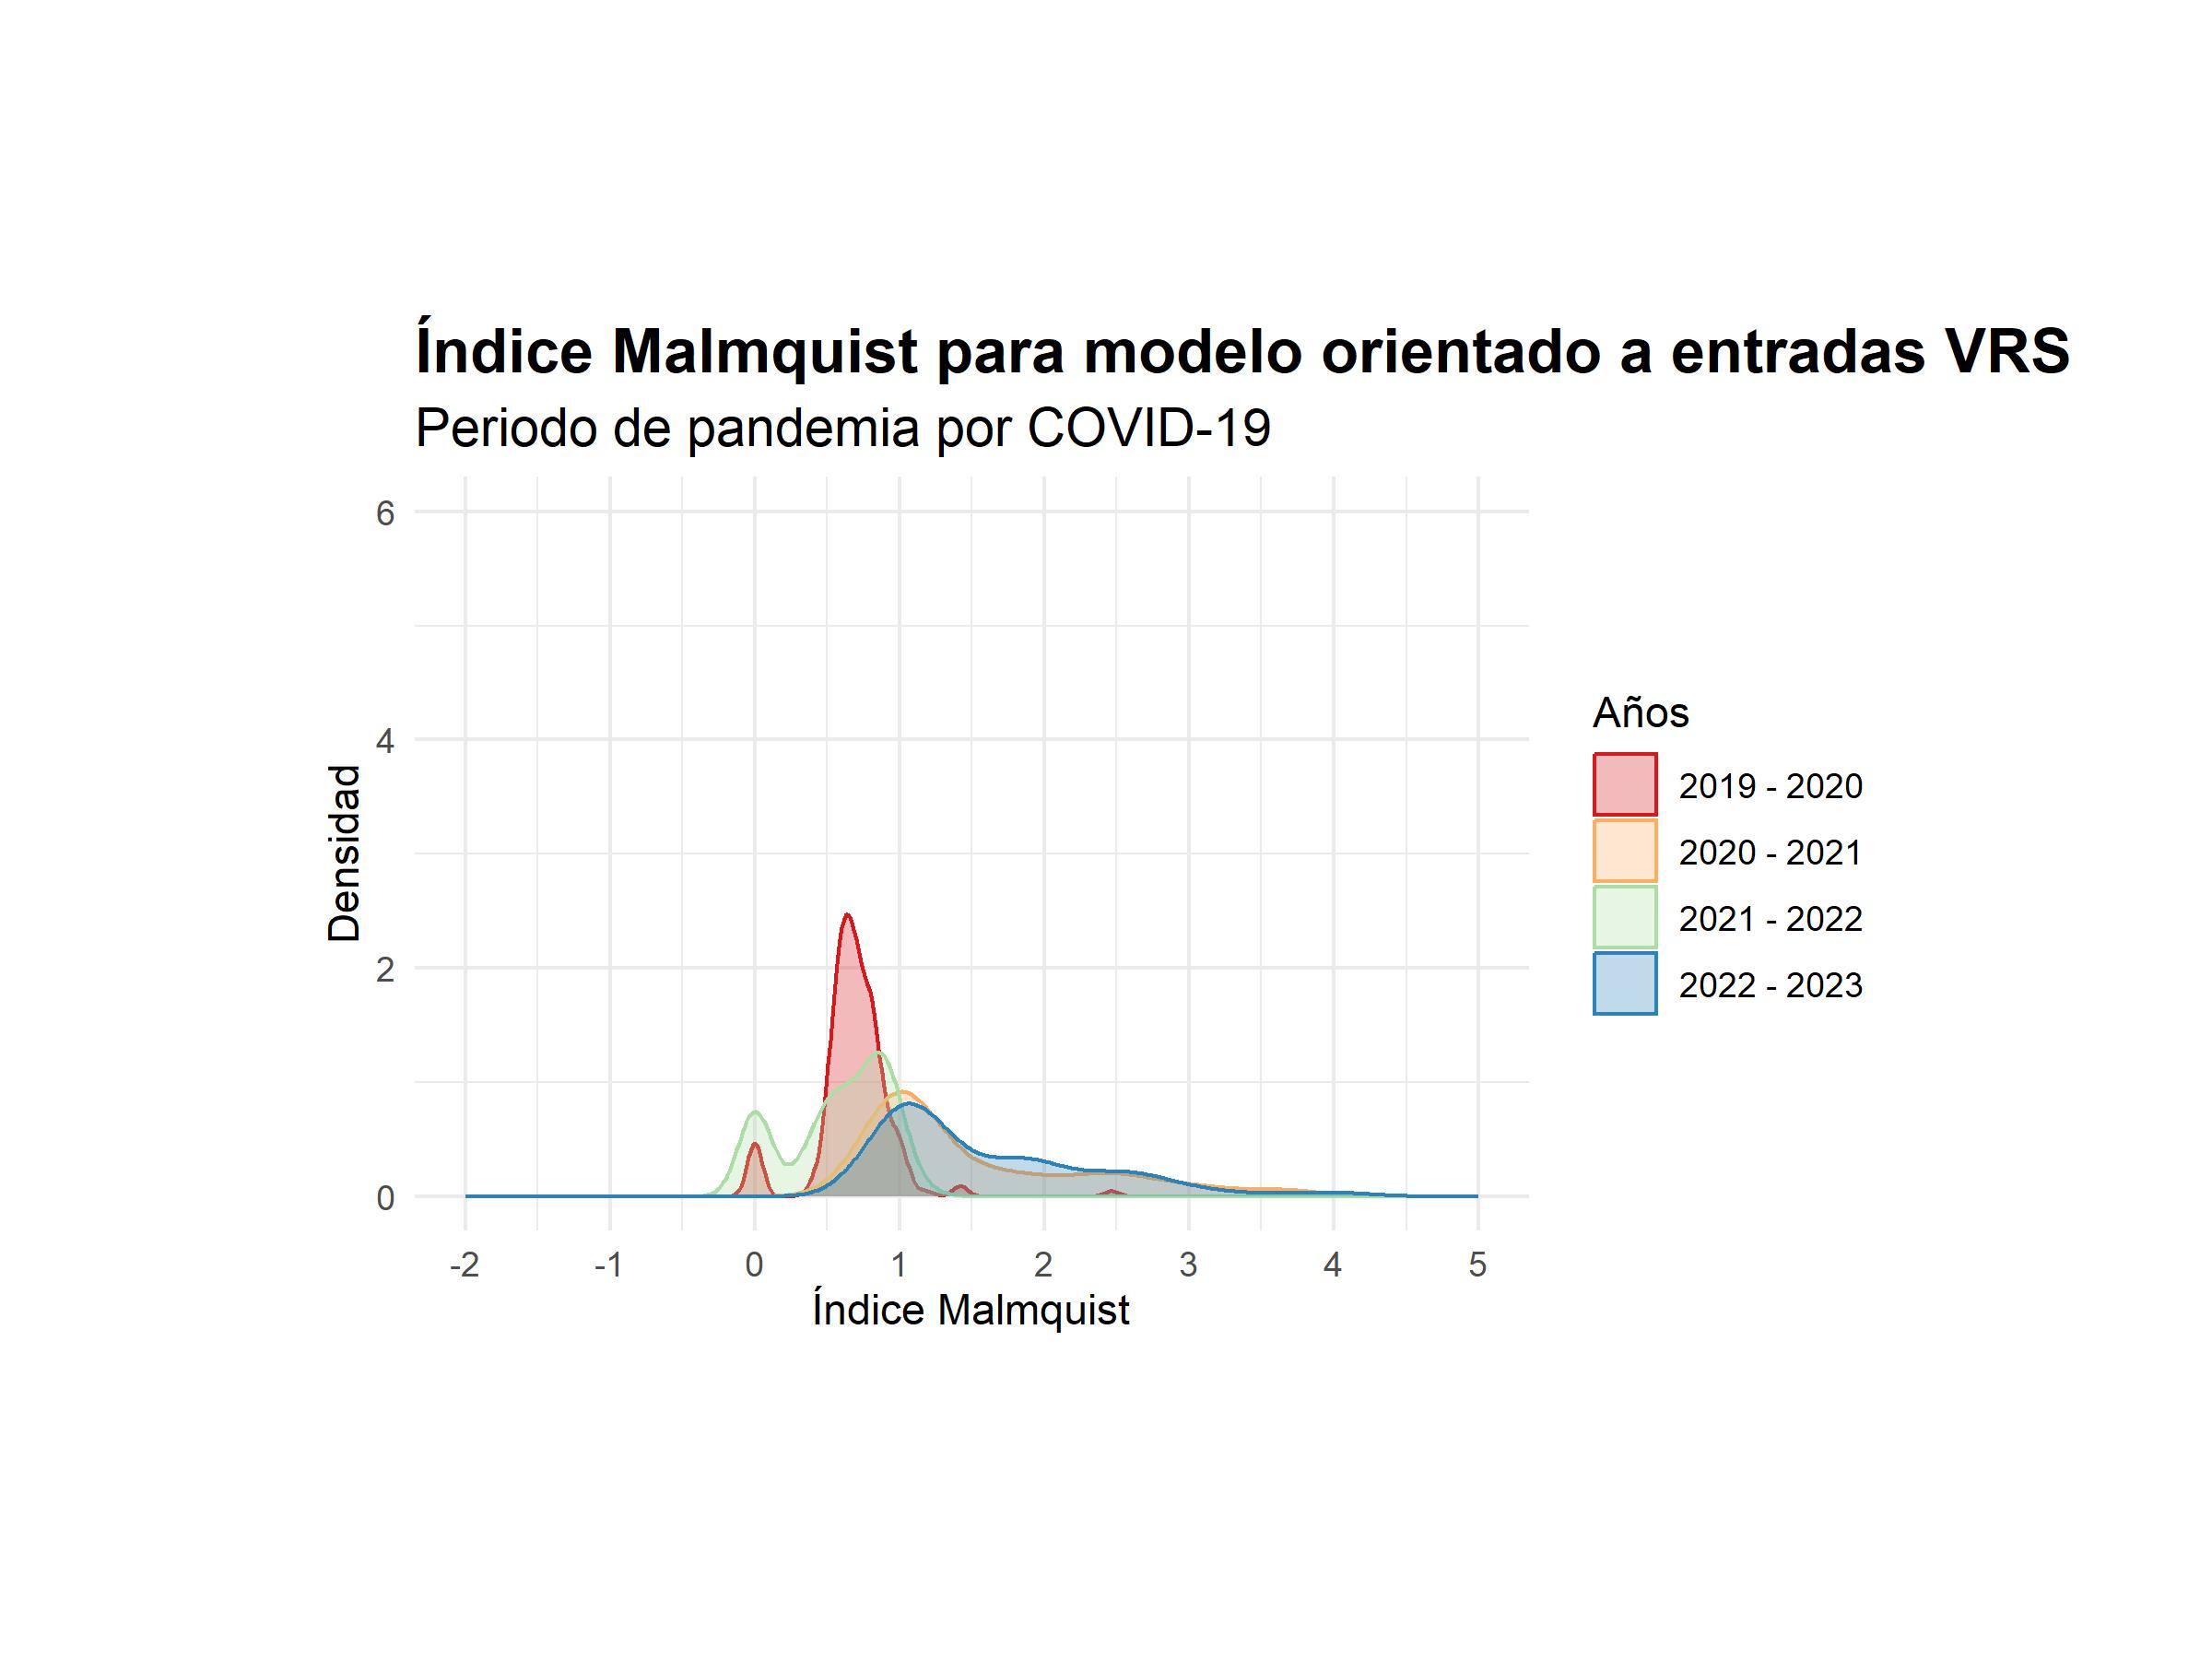 Índice Malmquist para modelo orientado a entradas VRS
Periodo de pandemia por COVID-19
6
4
2
0
Densidad
-2 -1 0 1 2 3 4 5
Índice Malmquist
Años
2019 - 2020
2020 - 2021
2021 - 2022
2022 - 2023